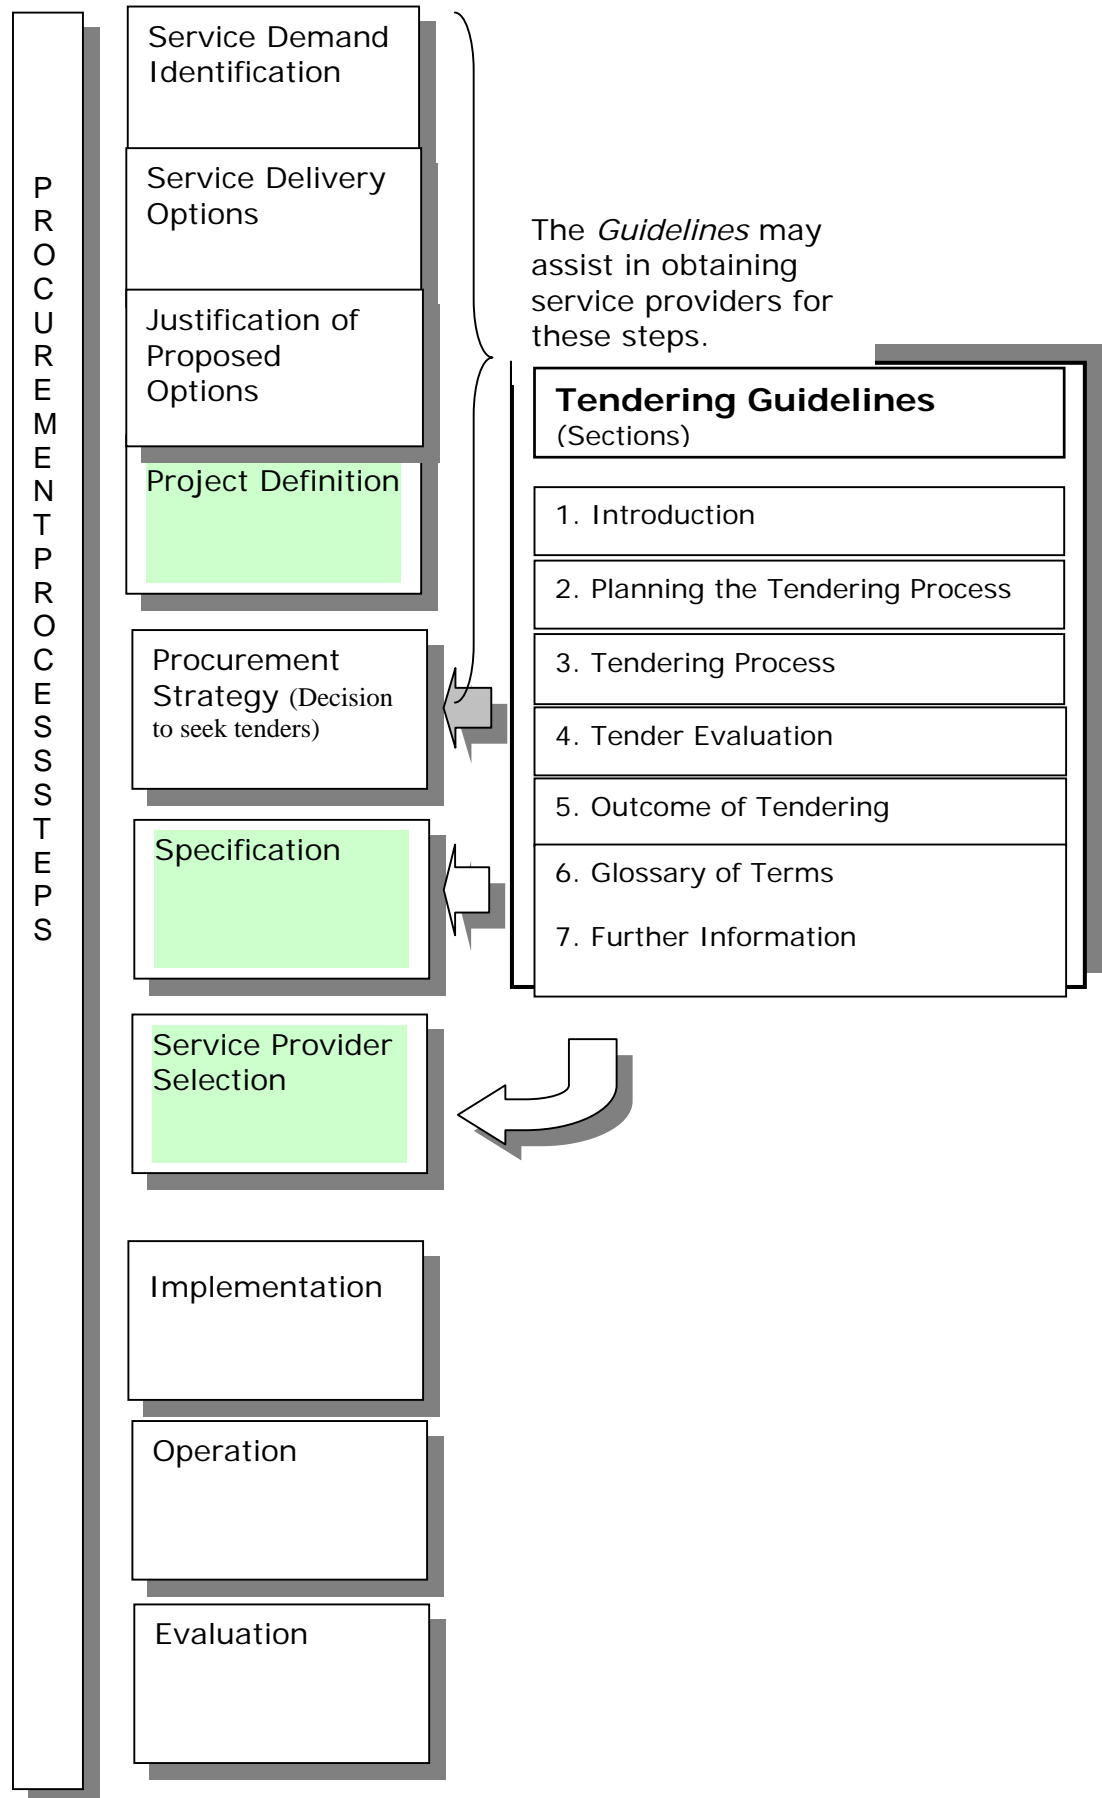 P
R
O
C
U
R
E
M
E
N
T
P
R
O
C
E
S
S
S
T
E
P
S
Service Demand
Identification
Service Delivery
Options
Justification of
Proposed
Options
Project Definition
Procurement
Strategy (Decision
to seek tenders)
Specification
Service Provider
Selection
Implementation
Operation
Evaluation
The Guidelines may
assist in obtaining
service providers for
these steps.
Tendering Guidelines
(Sections)
1. Introduction
2. Planning the Tendering Process
3. Tendering Process
4. Tender Evaluation
5. Outcome of Tendering
6. Glossary of Terms
7. Further Information